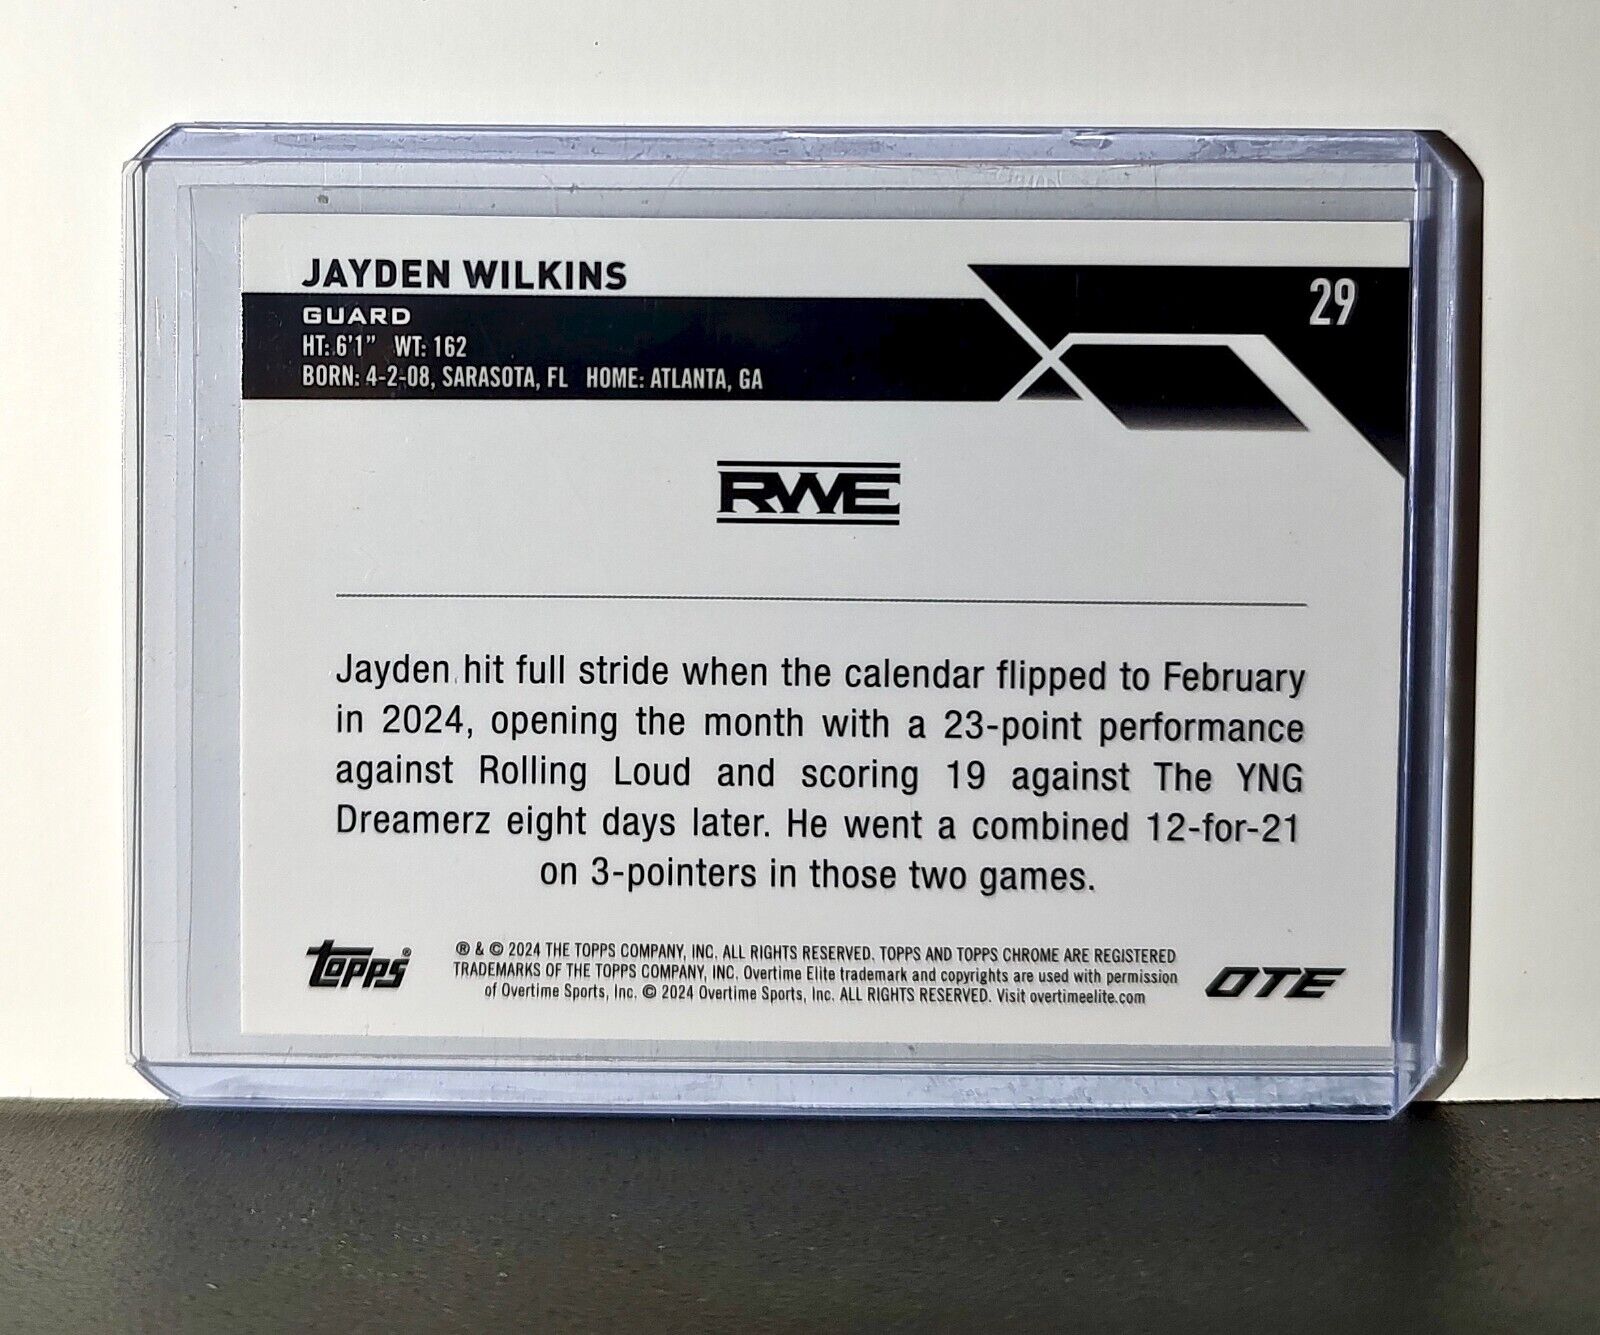 JAYDEN WILKINS
29
GUARD
HT: 6'1" WT: 162
BORN: 4-2-08, SARASOTA, FL HOME: ATLANTA, GA
RWE
Jayden hit full stride when the calendar flipped to February
in 2024, opening the month with a 23-point performance
against Rolling Loud and scoring 19 against The YNG
Dreamerz eight days later. He went a combined 12-for-21
on 3-pointers in those two games.
topps®
® & © 2024 THE TOPPS COMPANY, INC. ALL RIGHTS RESERVED. TOPPS AND TOPPS CHROME ARE REGISTERED
TRADEMARKS OF THE TOPPS COMPANY, INC. Overtime Elite trademark and copyrights are used with permission
of Overtime Sports, Inc. © 2024 Overtime Sports, Inc. ALL RIGHTS RESERVED. Visit overtimeelite.com
OTE